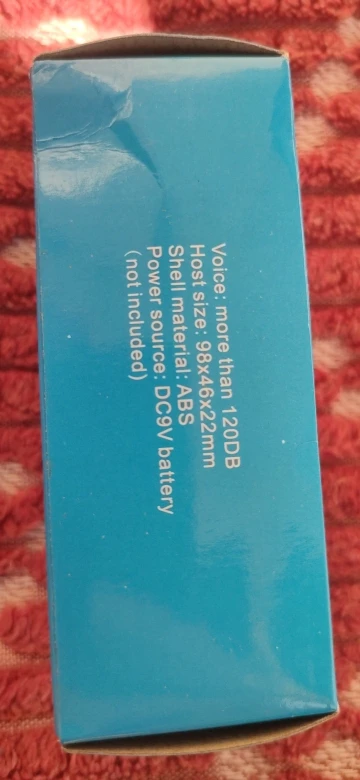 Voice: more than 120DB
Host size: 98x46x22mm
Shell material: ABS
Power source: DC9V battery
(not included)